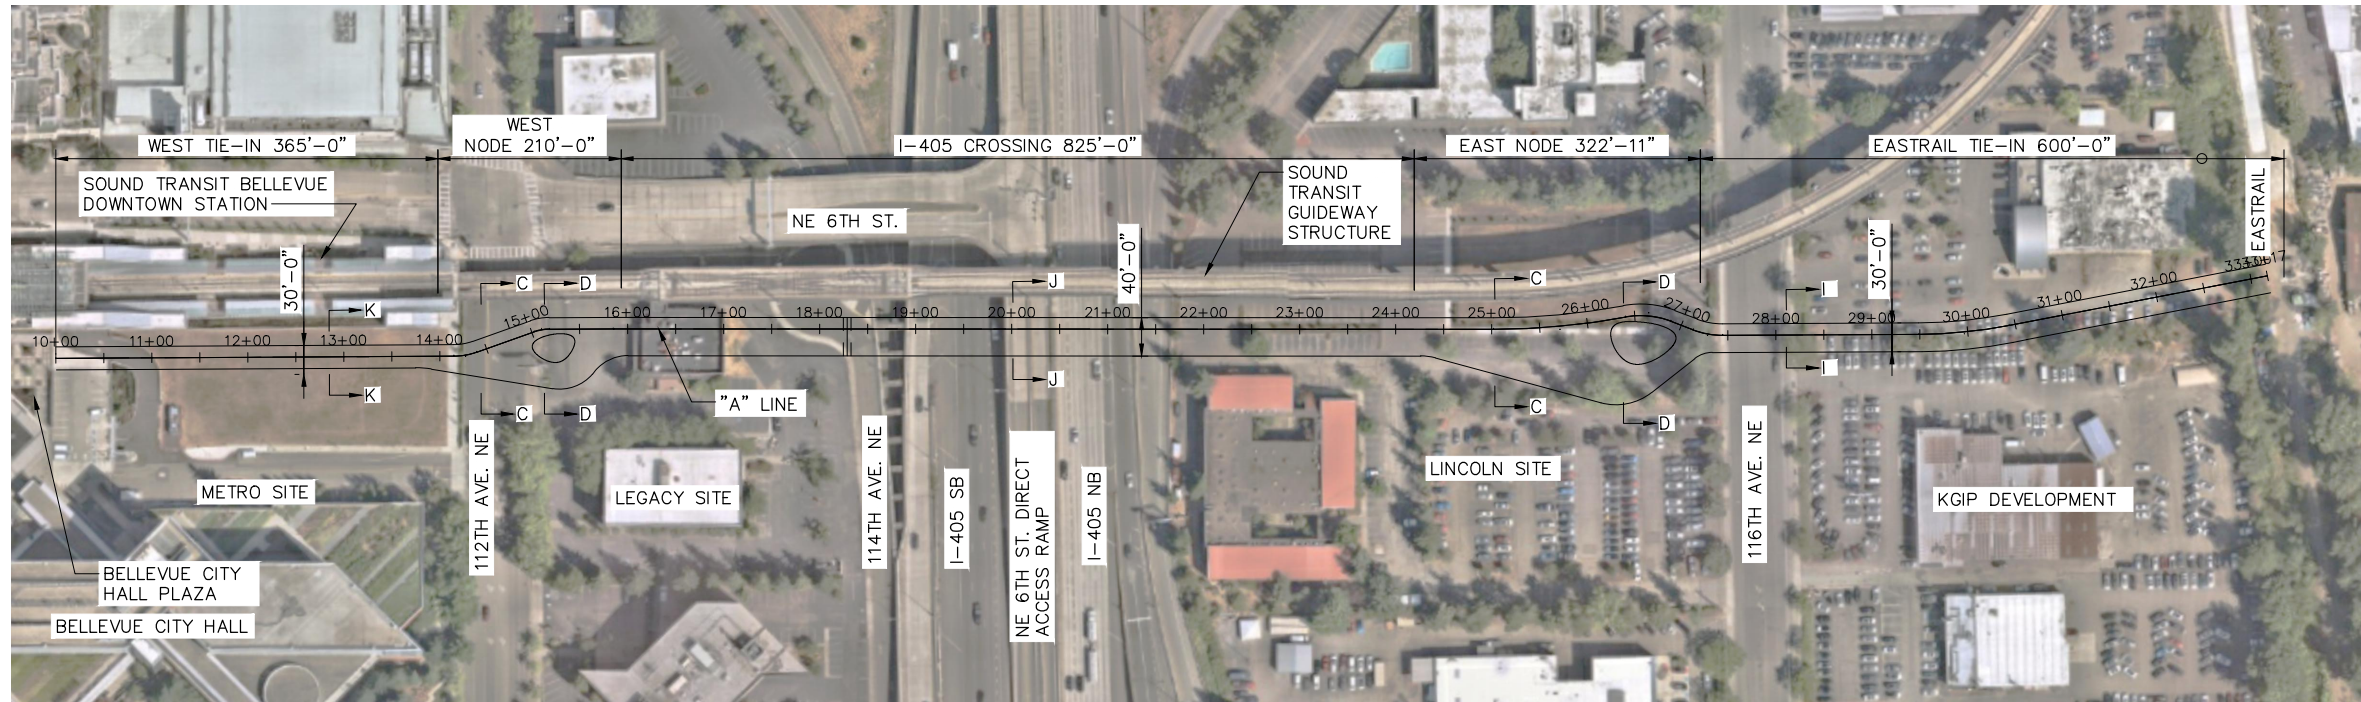 WEST TIE-IN 365'-0"
WEST
NODE 210'-0"
I-405 CROSSING 825'-0"
EAST NODE 322'-11"
EASTRAIL TIE-IN 600'-0"
SOUND TRANSIT BELLEVUE
DOWNTOWN STATION
NE 6TH ST.
SOUND
TRANSIT
GUIDEWAY
STRUCTURE
EASTRAIL
30'-0"
40'-0"
30'-0"
C
D
J
C
D
I
K
10+00
11+00
12+00
13+00
14+00
15+00
16+00
17+00
18+00
19+00
20+00
21+00
22+00
23+00
24+00
25+00
26+00
27+00
28+00
29+00
30+00
31+00
32+00
K
C
D
J
C
D
I
"A" LINE
112TH AVE. NE
114TH AVE. NE
I-405 SB
NE 6TH ST. DIRECT
ACCESS RAMP
I-405 NB
116TH AVE. NE
METRO SITE
LEGACY SITE
LINCOLN SITE
KGIP DEVELOPMENT
BELLEVUE CITY
HALL PLAZA
BELLEVUE CITY HALL